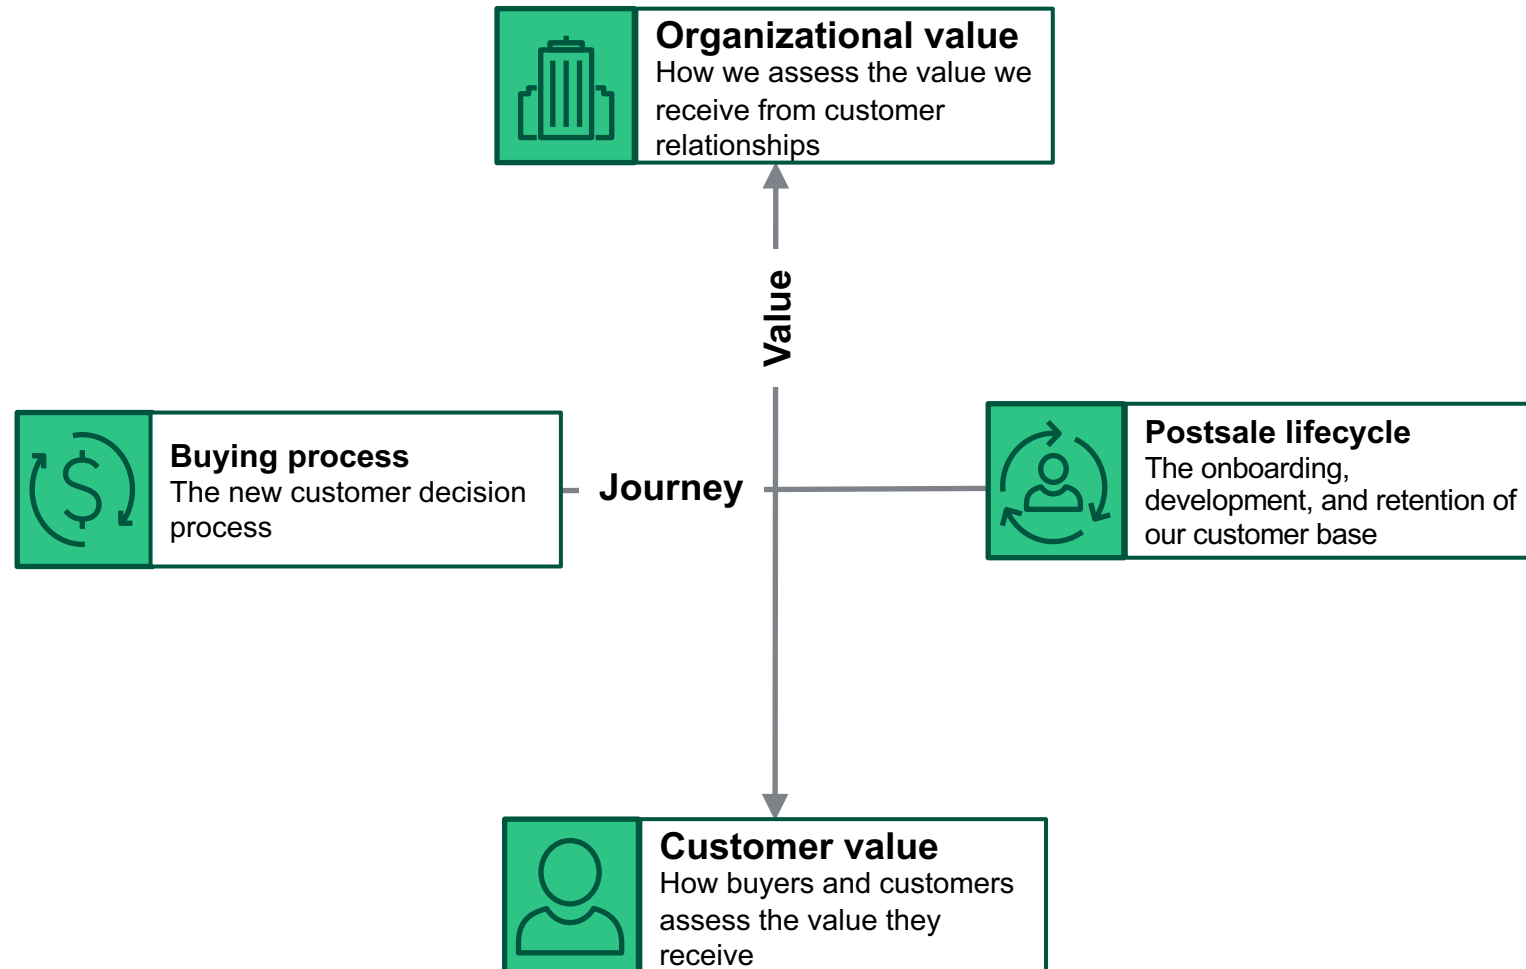 Organizational value
How we assess the value we
receive from customer
relationships
Value
Buying process
The new customer decision
process
Journey
Postsale lifecycle
The onboarding,
development, and retention of
our customer base
Customer value
How buyers and customers
assess the value they
receive